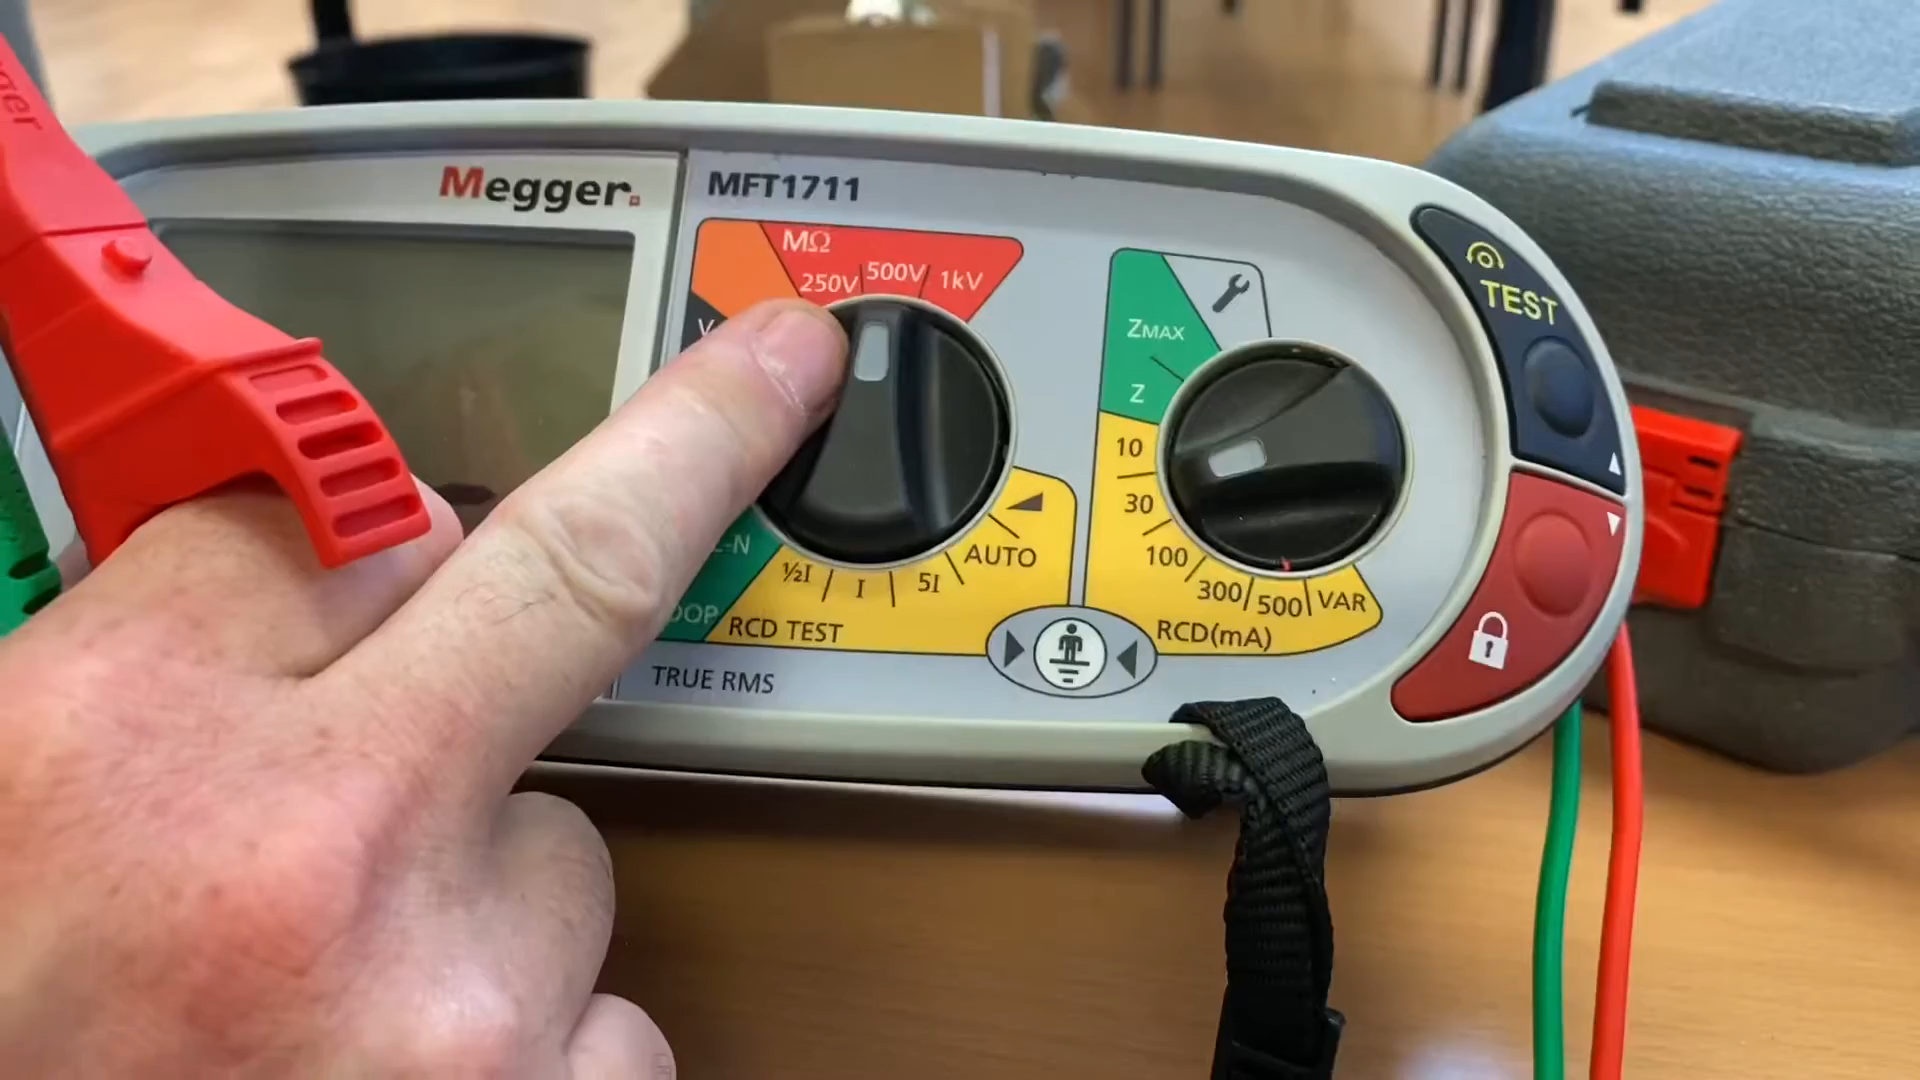 Megger.
MFT1711
MΩ
250V
500V
1kV
V
L-N
½I
I
5I
AUTO
RCD TEST
TRUE RMS
ZMAX
Z
10
30
100
300
500
VAR
RCD(mA)
TEST